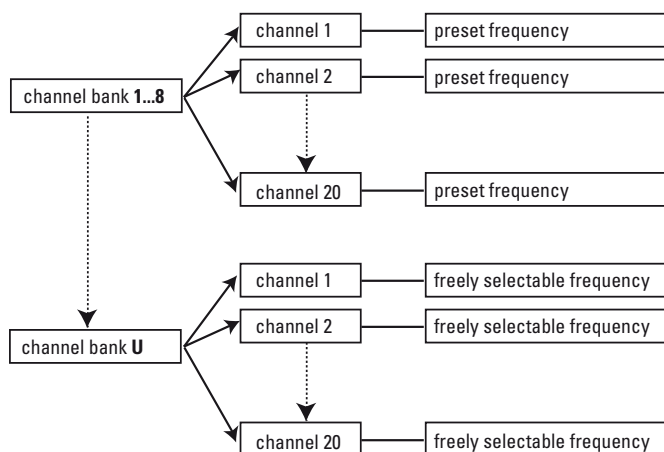 channel 1 preset frequency
channel 2 preset frequency
channel bank 1...8
channel 20 preset frequency
channel 1 freely selectable frequency
channel 2 freely selectable frequency
channel bank U
channel 20 freely selectable frequency